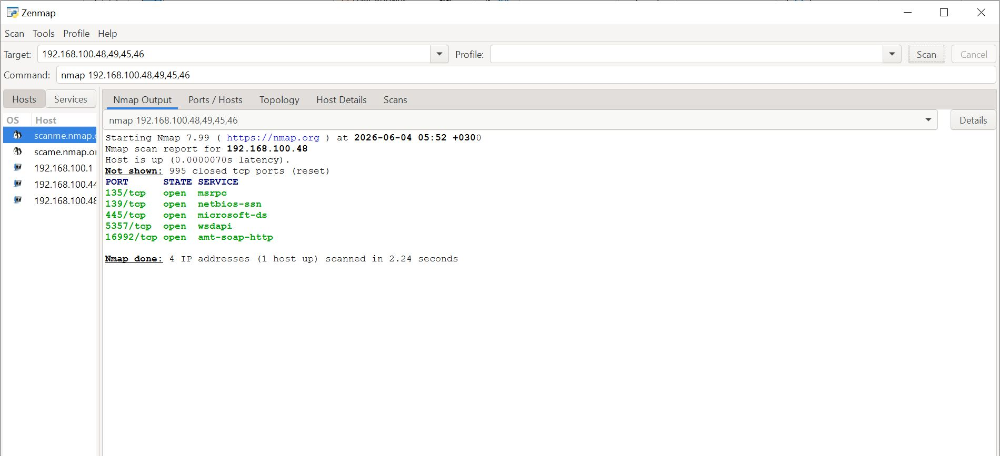 Zenmap
Scan Tools Profile Help
Target: 192.168.100.48,49,45,46 Profile: Scan Cancel
Command: nmap 192.168.100.48,49,45,46
Hosts Services
Nmap Output Ports / Hosts Topology Host Details Scans
OS Host
scanme.nmap.o
scame.nmap.or
192.168.100.1
192.168.100.44
192.168.100.48
nmap 192.168.100.48,49,45,46 Details
Starting Nmap 7.99 ( https://nmap.org ) at 2026-06-04 05:52 +0300
Nmap scan report for 192.168.100.48
Host is up (0.0000070s latency).
Not shown: 995 closed tcp ports (reset)
PORT STATE SERVICE
135/tcp open msrpc
139/tcp open netbios-ssn
445/tcp open microsoft-ds
5357/tcp open wsdapi
16992/tcp open amt-soap-http
Nmap done: 4 IP addresses (1 host up) scanned in 2.24 seconds